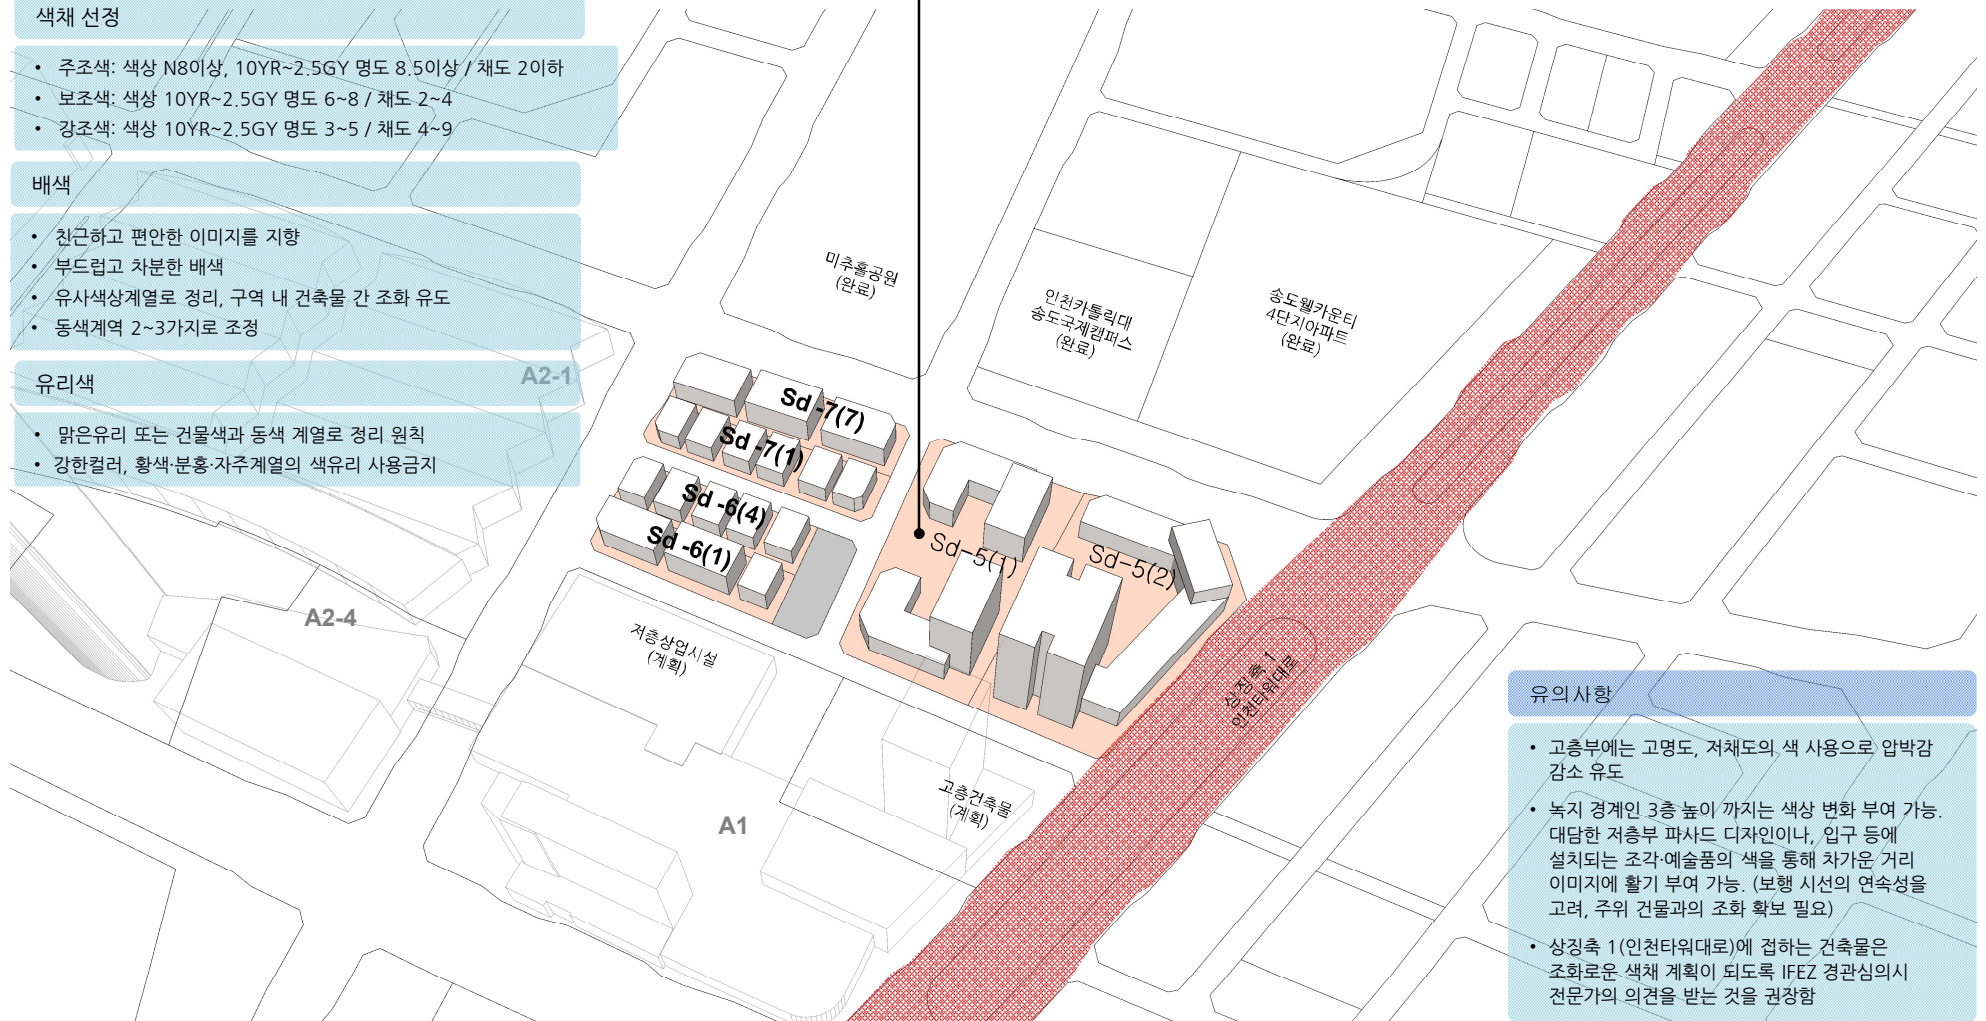 색채 선정
• 주조색: 색상 N8이상, 10YR~2.5GY 명도 8.5이상 / 채도 2이하
• 보조색: 색상 10YR~2.5GY 명도 6~8 / 채도 2~4
• 강조색: 색상 10YR~2.5GY 명도 3~5 / 채도 4~9
배색
• 친근하고 편안한 이미지를 지향
• 부드럽고 차분한 배색
• 유사색상계열로 정리, 구역 내 건축물 간 조화 유도
• 동색계역 2~3가지로 조정
유리색
• 맑은유리 또는 건물색과 동색 계열로 정리 원칙
• 강한컬러, 황색·분홍·자주계열의 색유리 사용금지
A2-1
A2-4
미추홀공원
(완료)
인천카톨릭대
송도국제캠퍼스
(완료)
송도웰카운티
4단지아파트
(완료)
Sd -7(7)
Sd -7(1)
Sd -6(4)
Sd -6(1)
Sd-5(1)
Sd-5(2)
저층상업시설
(계획)
고층건축물
(계획)
A1
상징축 1
인천타워대로
유의사항
• 고층부에는 고명도, 저채도의 색 사용으로 압박감
감소 유도
• 녹지 경계인 3층 높이 까지는 색상 변화 부여 가능.
대담한 저층부 파사드 디자인이나, 입구 등에
설치되는 조각·예술품의 색을 통해 차가운 거리
이미지에 활기 부여 가능. (보행 시선의 연속성을
고려, 주위 건물과의 조화 확보 필요)
• 상징축 1(인천타워대로)에 접하는 건축물은
조화로운 색채 계획이 되도록 IFEZ 경관심의시
전문가의 의견을 받는 것을 권장함